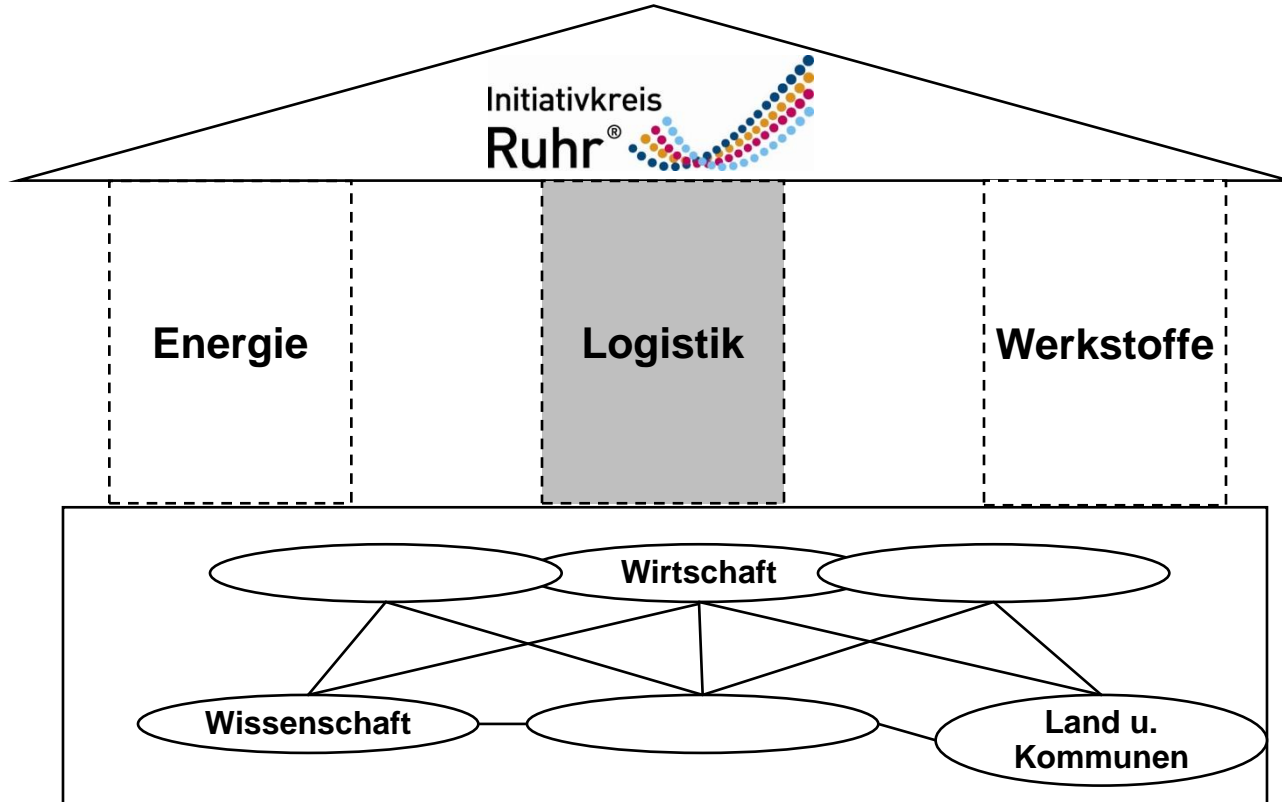 Initiativkreis
Ruhr®
Energie
Logistik
Werkstoffe
Wirtschaft
Wissenschaft
Land u.
Kommunen